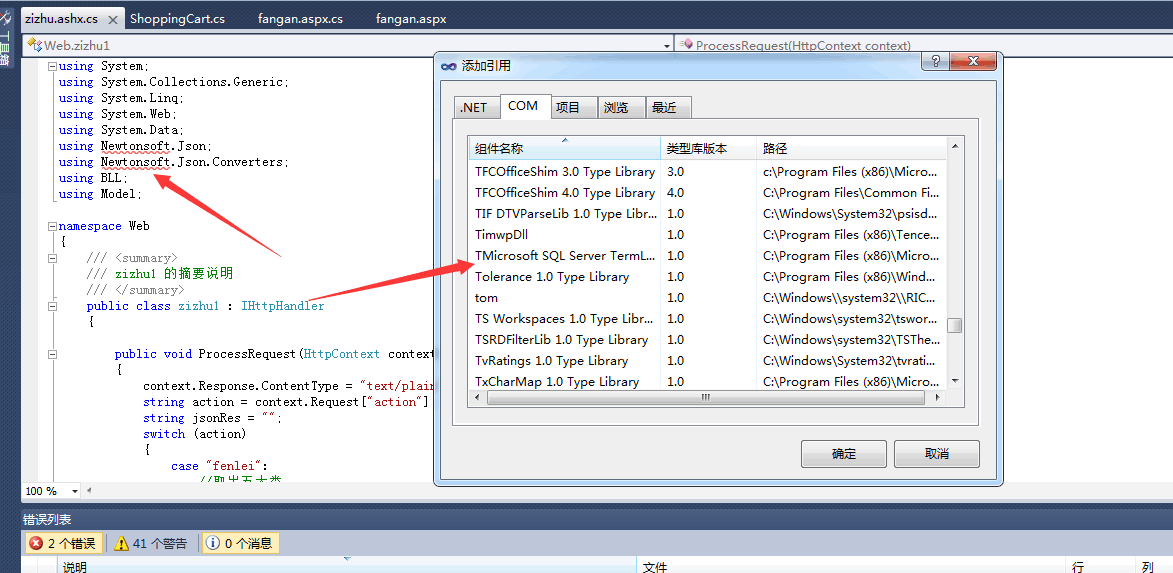 zizhu.ashx.cs ShoppingCart.cs fangan.aspx.cs fangan.aspx
Web.zizhu1 ProcessRequest(HttpContext context)
using System;
using System.Collections.Generic;
using System.Linq;
using System.Web;
using System.Data;
using Newtonsoft.Json;
using Newtonsoft.Json.Converters;
using BLL;
using Model;
namespace Web
{
/// <summary>
/// zizhu1 的摘要说明
/// </summary>
public class zizhu1 : IHttpHandler
{
public void ProcessRequest(HttpContext context
{
context.Response.ContentType = "text/plain
string action = context.Request["action"]
string jsonRes = "";
switch (action)
{
case "fenlei":
100 %
添加引用
.NET COM 项目 浏览 最近
组件名称 类型库版本 路径
TFCOfficeShim 3.0 Type Library 3.0 c:\Program Files (x86)\Micro...
TFCOfficeShim 4.0 Type Library 4.0 C:\Program Files\Common Fi...
TIF DTVParseLib 1.0 Type Libr... 1.0 C:\Windows\System32\psisd...
TimwpDll 1.0 C:\Program Files (x86)\Tence...
TMicrosoft SQL Server TermL... 1.0 C:\Program Files (x86)\Micro...
Tolerance 1.0 Type Library 1.0 C:\Program Files (x86)\Wind...
tom 1.0 C:\Windows\\system32\\RIC...
TS Workspaces 1.0 Type Libr... 1.0 C:\Windows\system32\tswor...
TSRDFilterLib 1.0 Type Library 1.0 C:\Windows\system32\TSThe...
TvRatings 1.0 Type Library 1.0 C:\Windows\System32\tvrati...
TxCharMap 1.0 Type Library 1.0 C:\Program Files (x86)\Micro...
确定 取消
错误列表
2 个错误 41 个警告 0 个消息
说明 文件 行 列